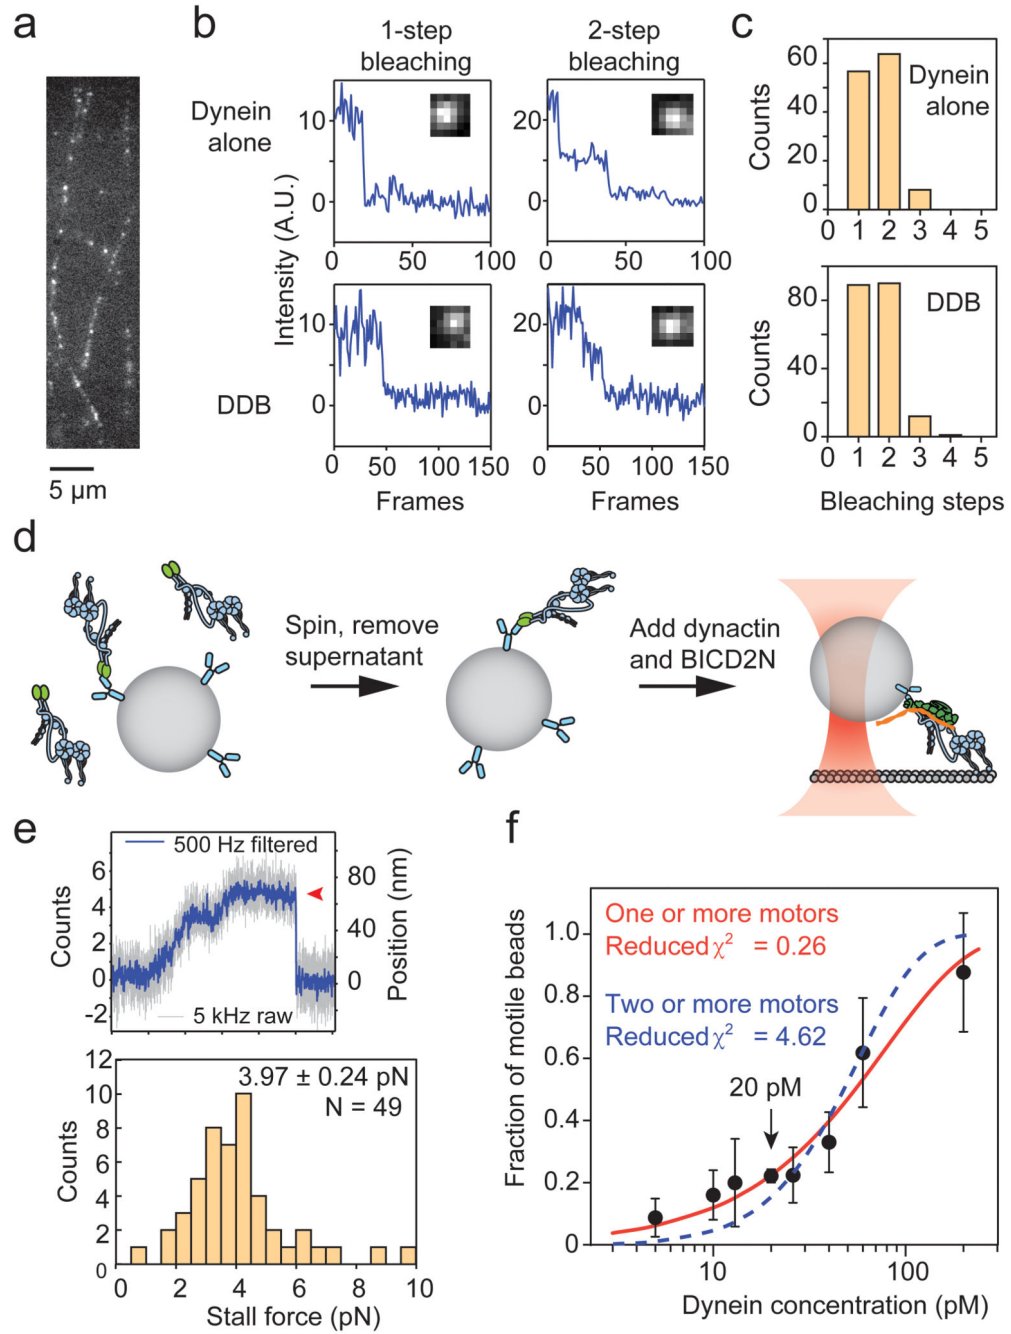 a
5 µm
b
1-step
bleaching
2-step
bleaching
Dynein
alone
DDB
Intensity (A.U.)
10
0
0
50
100
20
0
0
50
100
10
0
0
50
100
150
20
0
0
50
100
150
Frames
Frames
c
Counts
60
40
20
0
Dynein
alone
0 1 2 3 4 5
Counts
80
40
0
DDB
0 1 2 3 4 5
Bleaching steps
d
Spin, remove
supernatant
Add dynactin
and BICD2N
e
500 Hz filtered
5 kHz raw
Counts
6
4
2
0
-2
Position (nm)
80
40
0
3.97 ± 0.24 pN
N = 49
Counts
12
10
8
6
4
2
0
0 2 4 6 8 10
Stall force (pN)
f
One or more motors
Reduced χ² = 0.26
Two or more motors
Reduced χ² = 4.62
20 pM
Fraction of motile beads
1.0
0.8
0.6
0.4
0.2
0
10
100
Dynein concentration (pM)